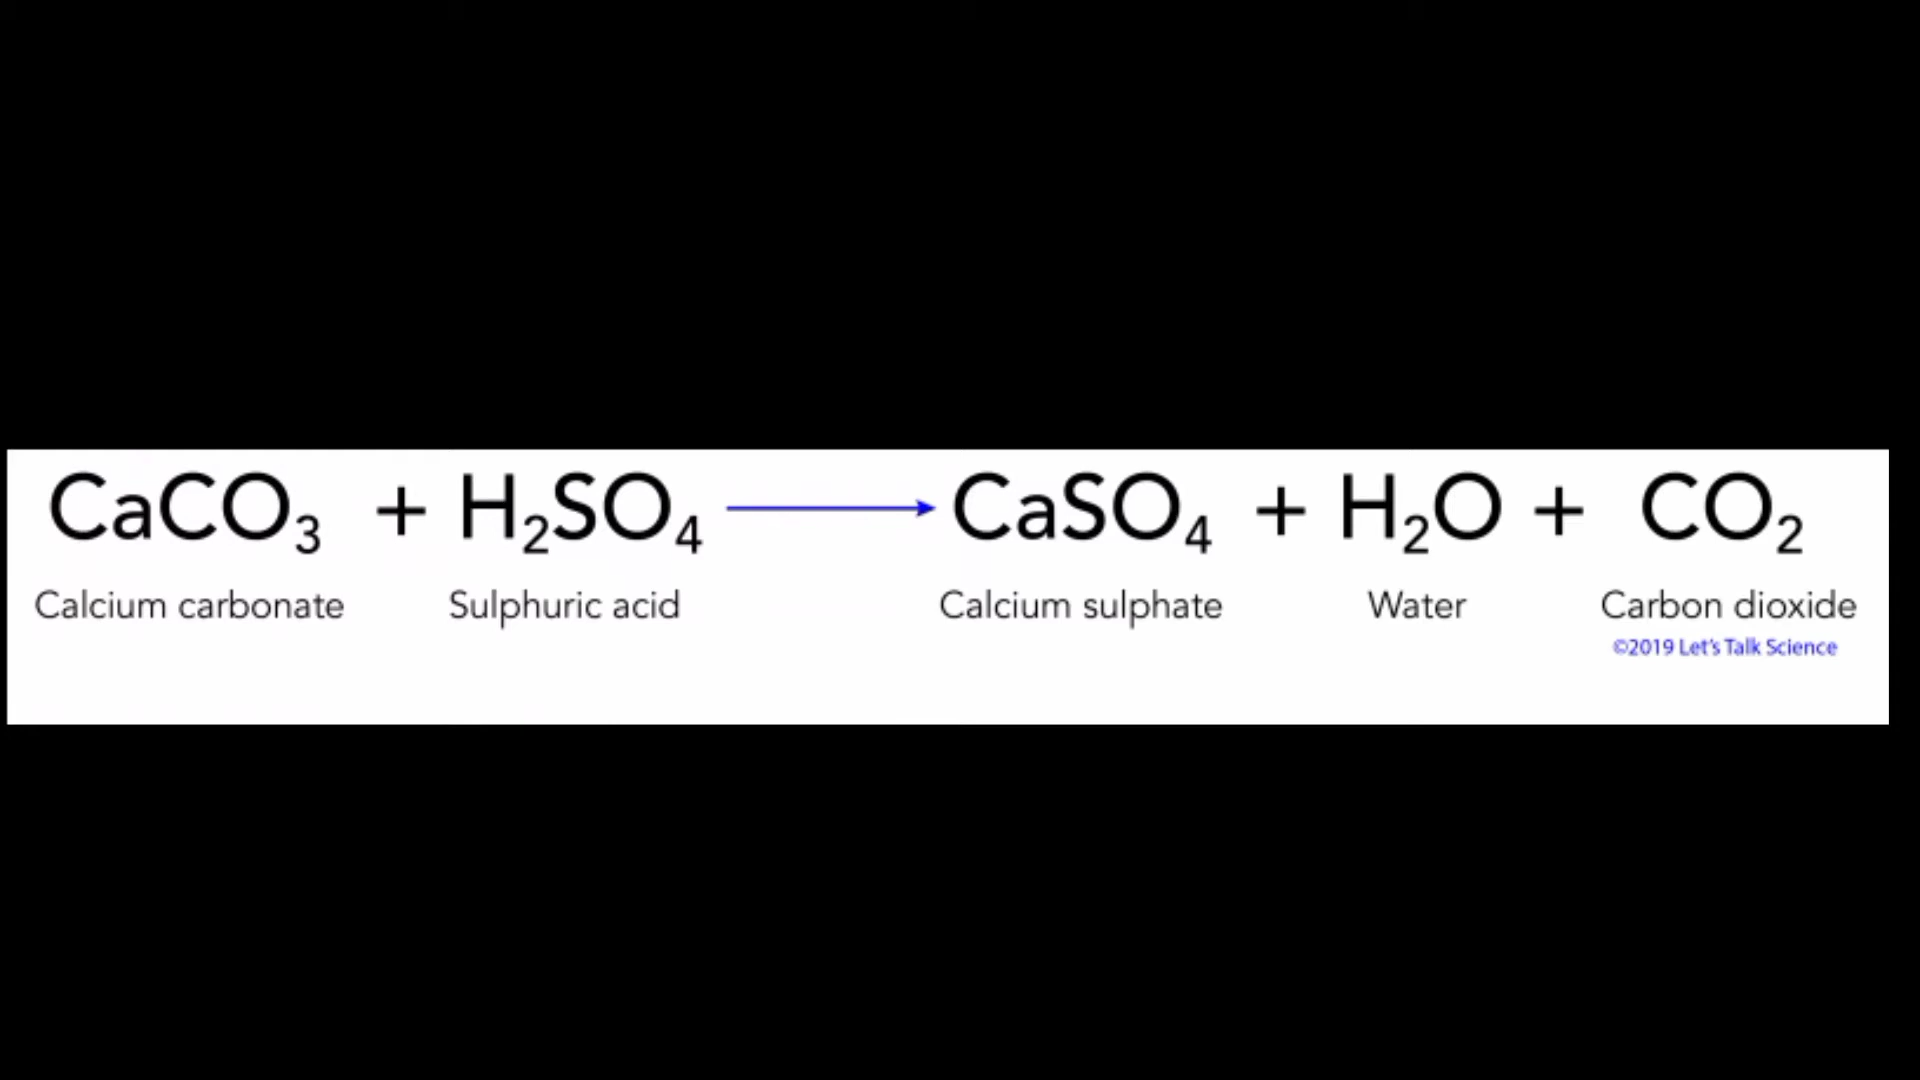 CaCO₃ + H₂SO₄ ⟶ CaSO₄ + H₂O + CO₂
Calcium carbonate Sulphuric acid Calcium sulphate Water Carbon dioxide
©2019 Let's Talk Science